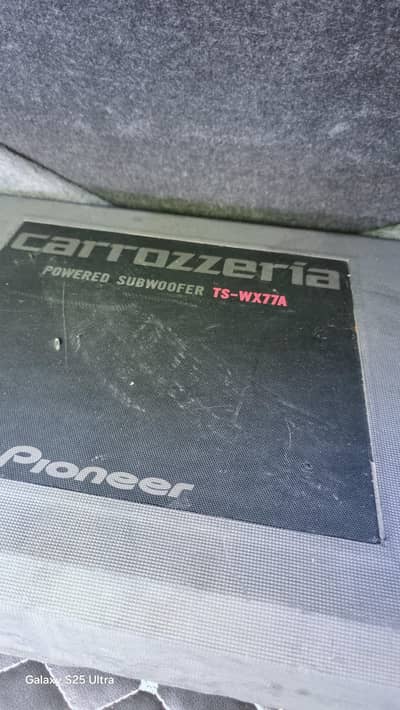 carrozzeria
POWERED SUBWOOFER TS-WX77A
Pioneer
Galaxy S25 Ultra